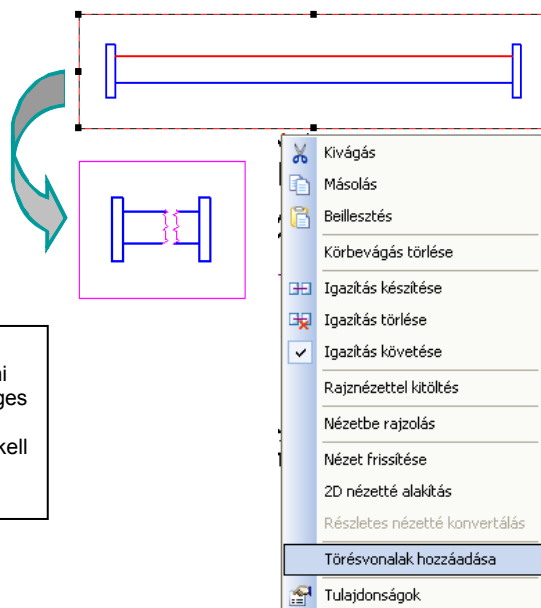 Kivágás
Másolás
Beillesztés
Körbevágás törlése
Igazítás készítése
Igazítás törlése
Igazítás követése
Rajznézettel kitöltés
Nézetbe rajzolás
Nézet frissítése
2D nézetté alakítás
Részletes nézetté konvertálás
Törésvonalak hozzáadása
Tulajdonságok
kell